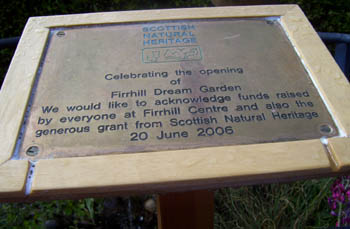 SCOTTISH
NATURAL
HERITAGE
Celebrating the opening
of
Firrhill Dream Garden
We would like to acknowledge funds raised
by everyone at Firrhill Centre and also the
generous grant from Scottish Natural Heritage
20 June 2006